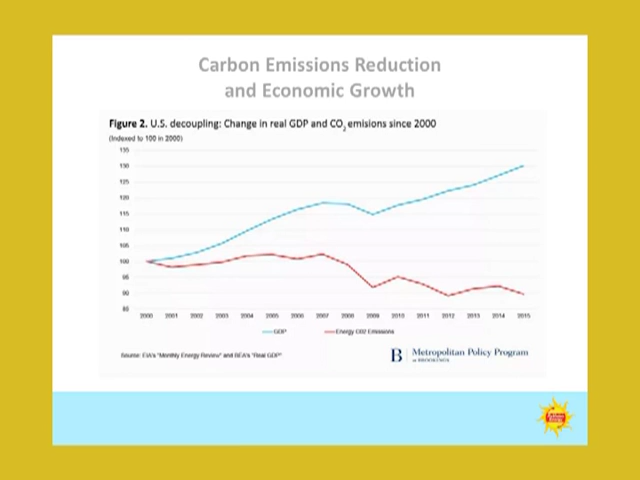 Carbon Emissions Reduction
and Economic Growth
Figure 2. U.S. decoupling: Change in real GDP and CO2 emisions since 2000
(Indexed to 100 in 2000)
135
130
125
120
115
110
105
100
95
90
85
2000 2001 2002 2003 2004 2005 2006 2007 2008 2009 2010 2011 2012 2013 2014 2015
GDP Energy CO2 Emissions
Source: EIA's "Monthly Energy Review" and BEA's "Real GDP"
B Metropolitan Policy Program
at BROOKINGS